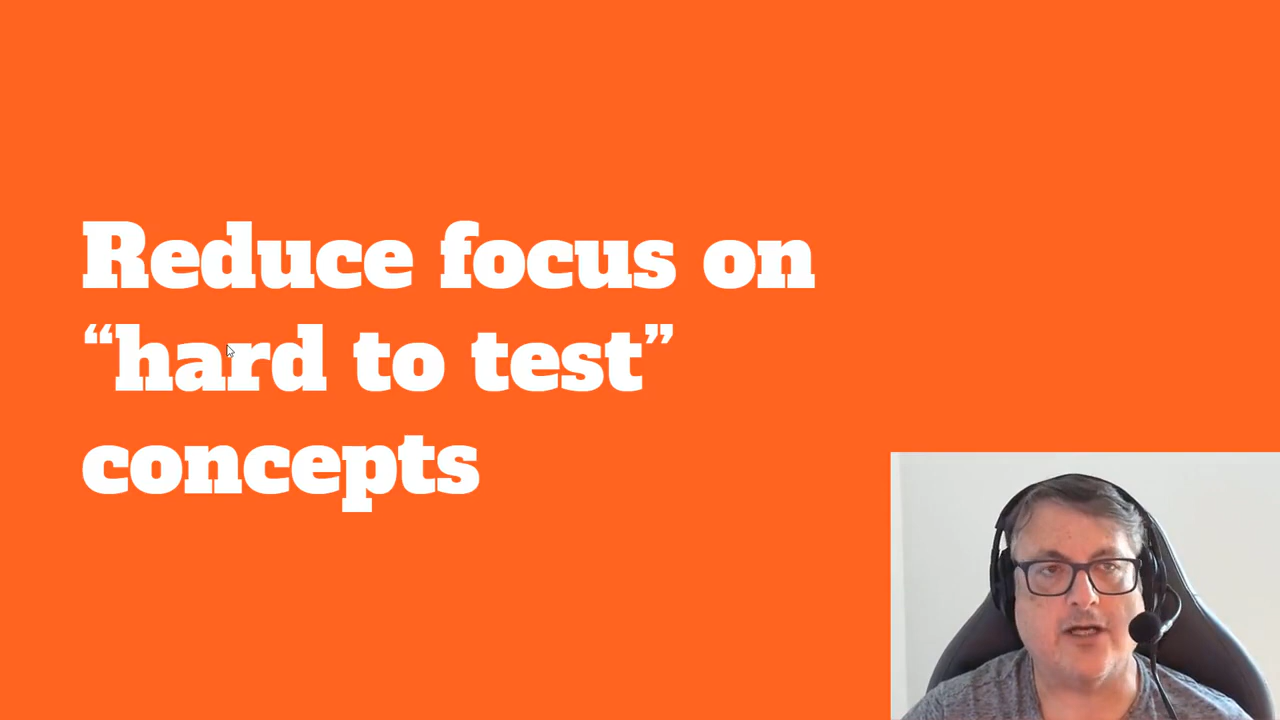 Reduce focus on
“hard to test”
concepts